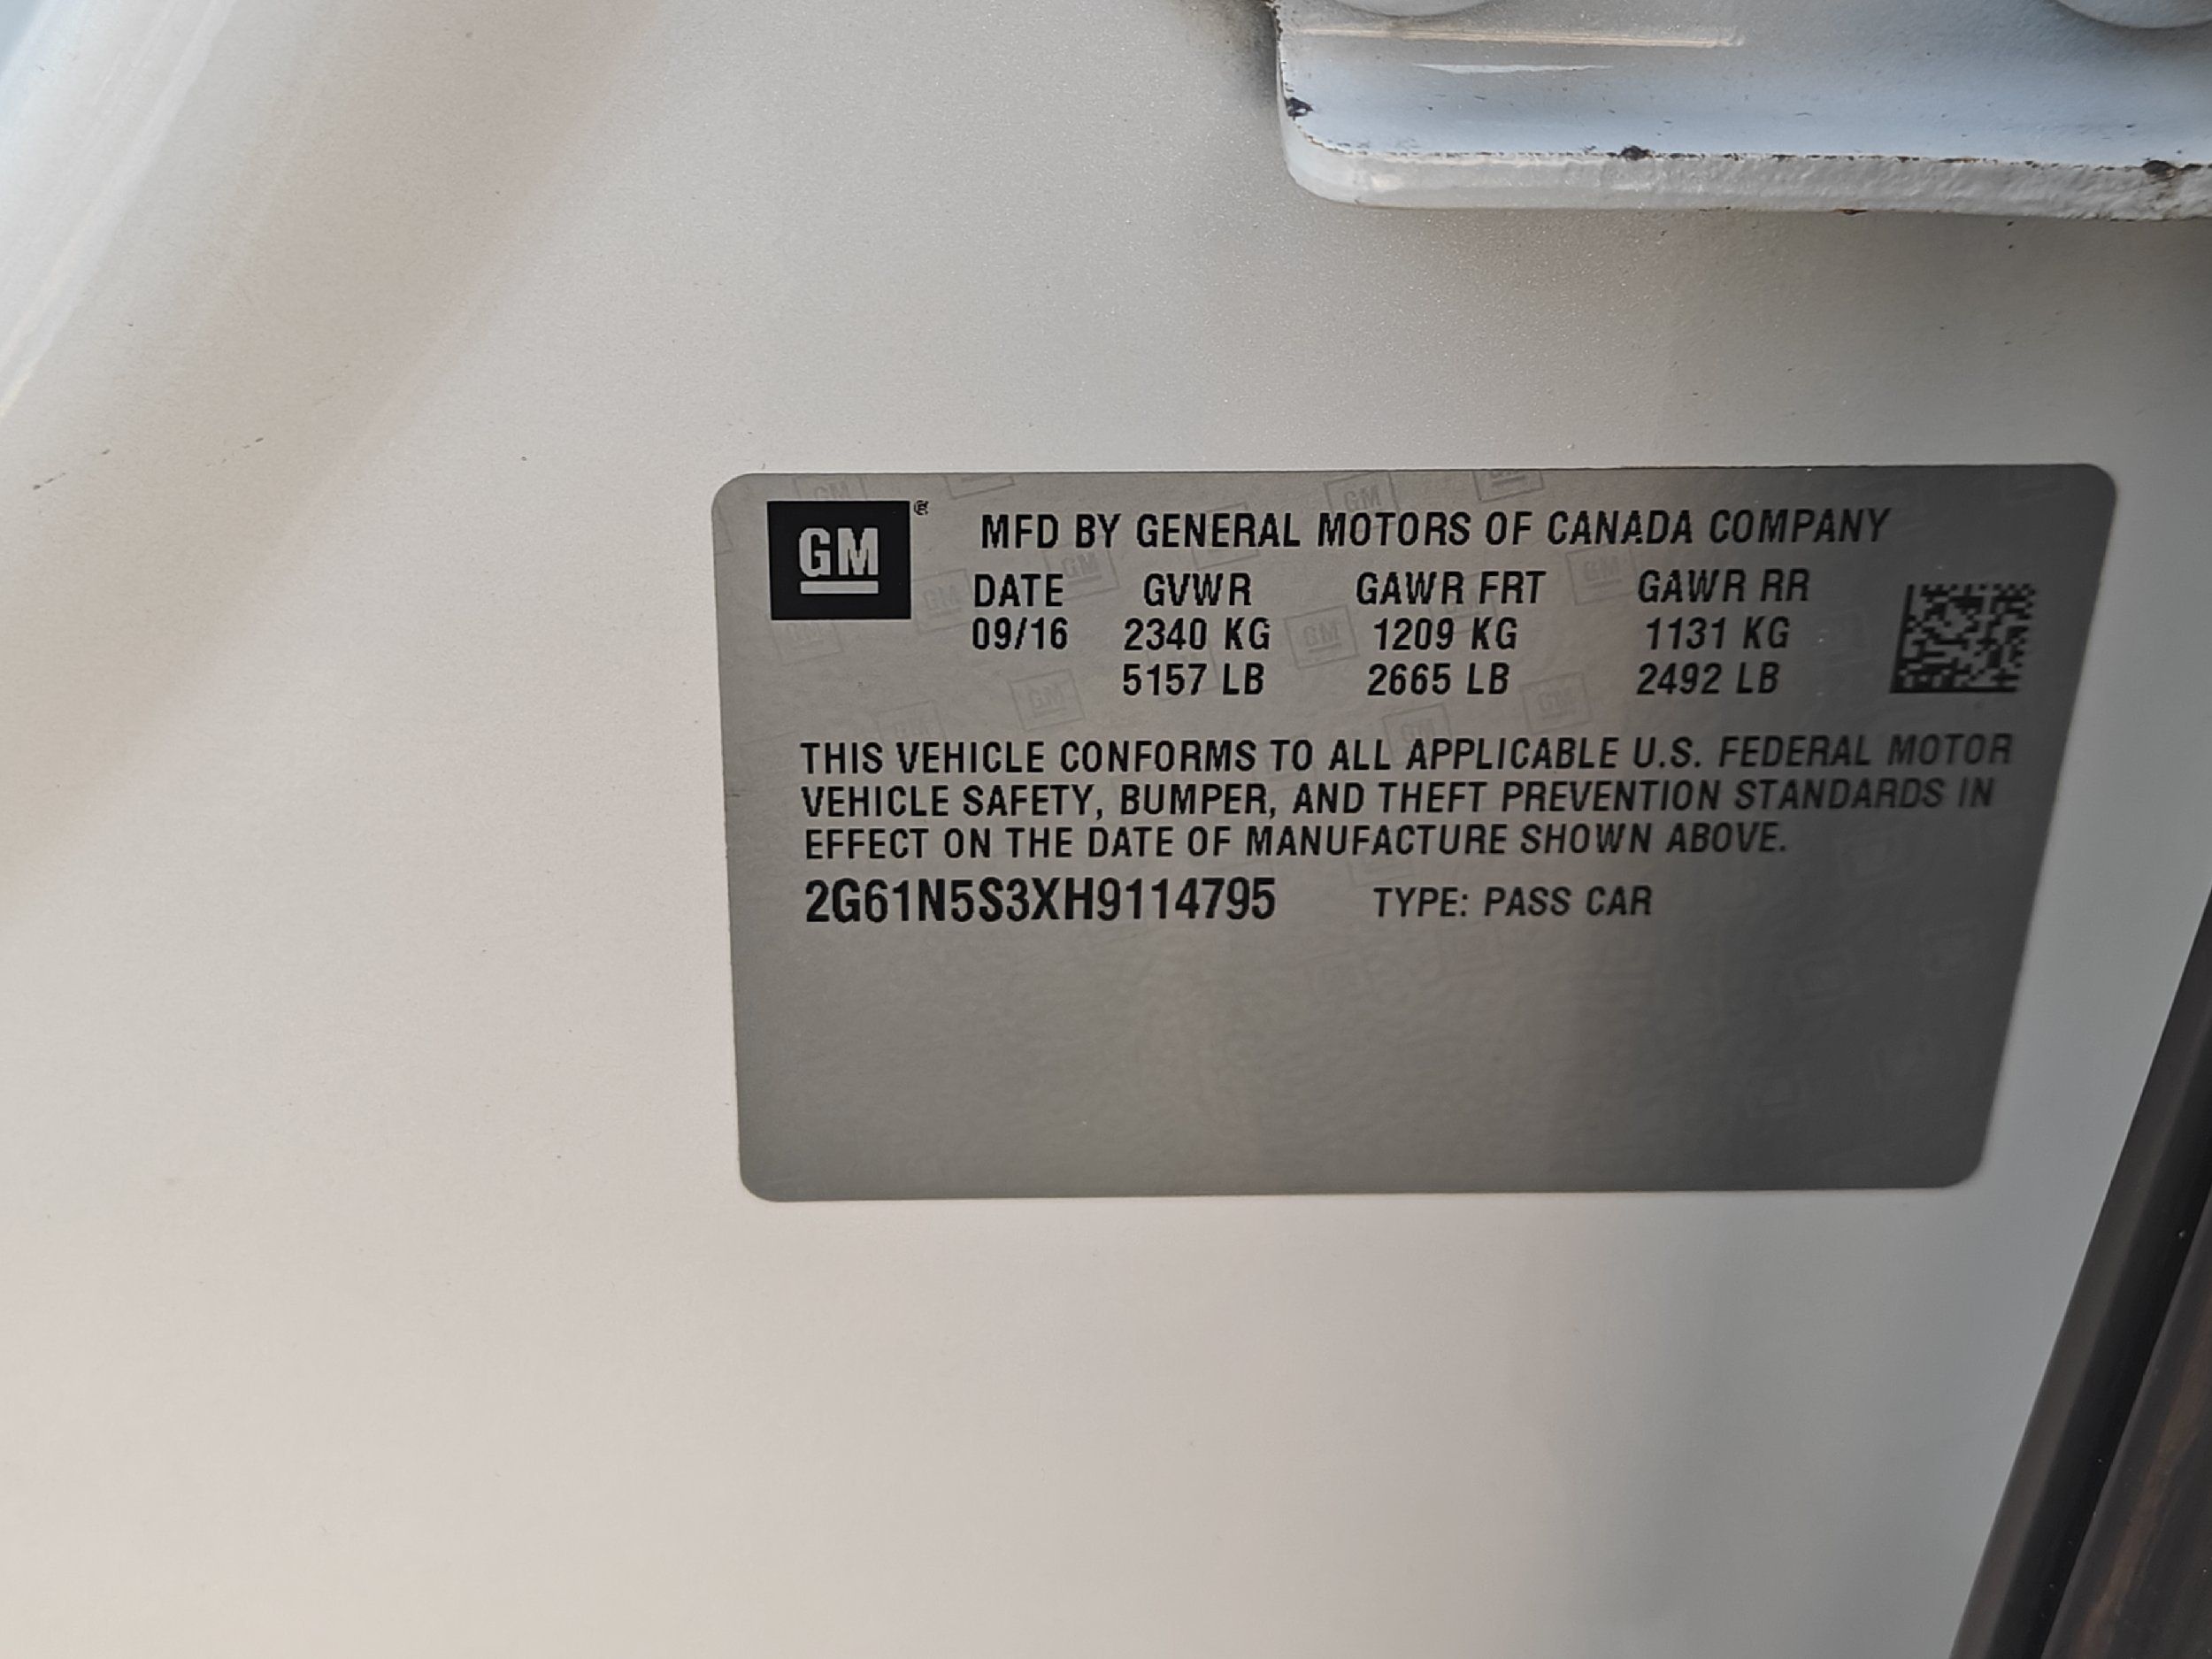 GM®
MFD BY GENERAL MOTORS OF CANADA COMPANY
DATE GVWR GAWR FRT GAWR RR
09/16 2340 KG 1209 KG 1131 KG
5157 LB 2665 LB 2492 LB
THIS VEHICLE CONFORMS TO ALL APPLICABLE U.S. FEDERAL MOTOR
VEHICLE SAFETY, BUMPER, AND THEFT PREVENTION STANDARDS IN
EFFECT ON THE DATE OF MANUFACTURE SHOWN ABOVE.
2G61N5S3XH9114795 TYPE: PASS CAR